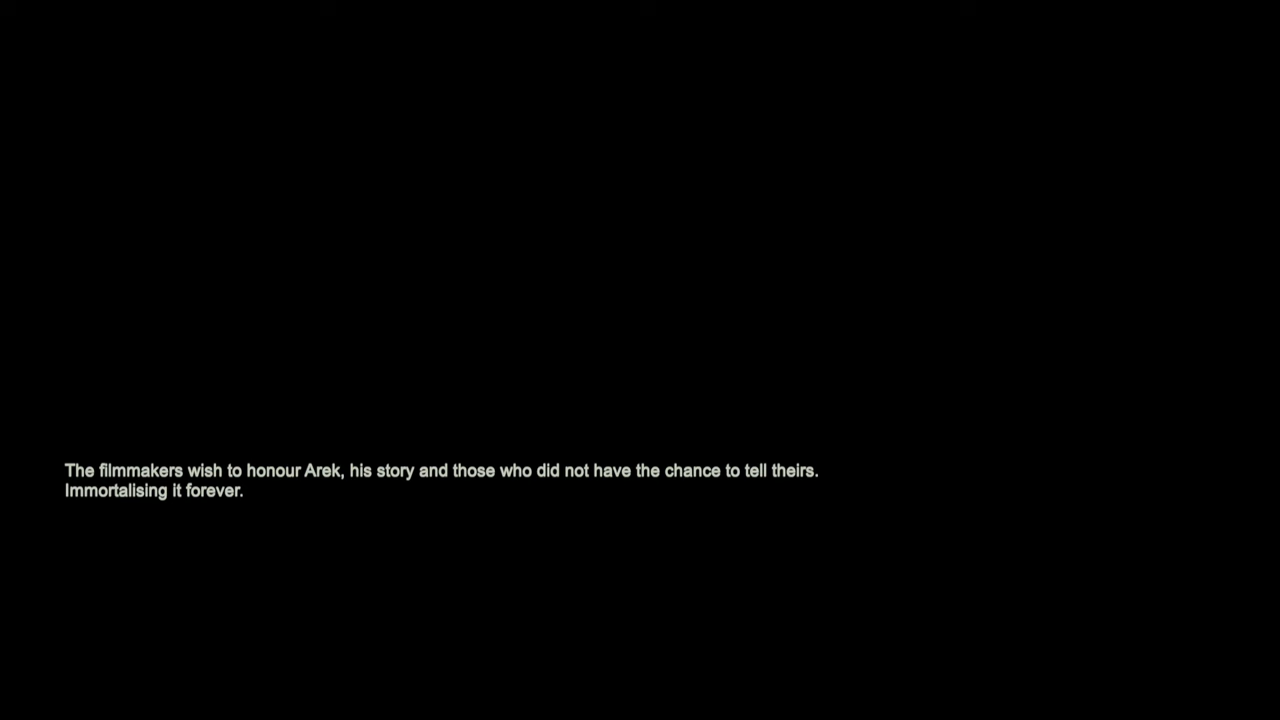 The filmmakers wish to honour Arek, his story and those who did not have the chance to tell theirs.
Immortalising it forever.